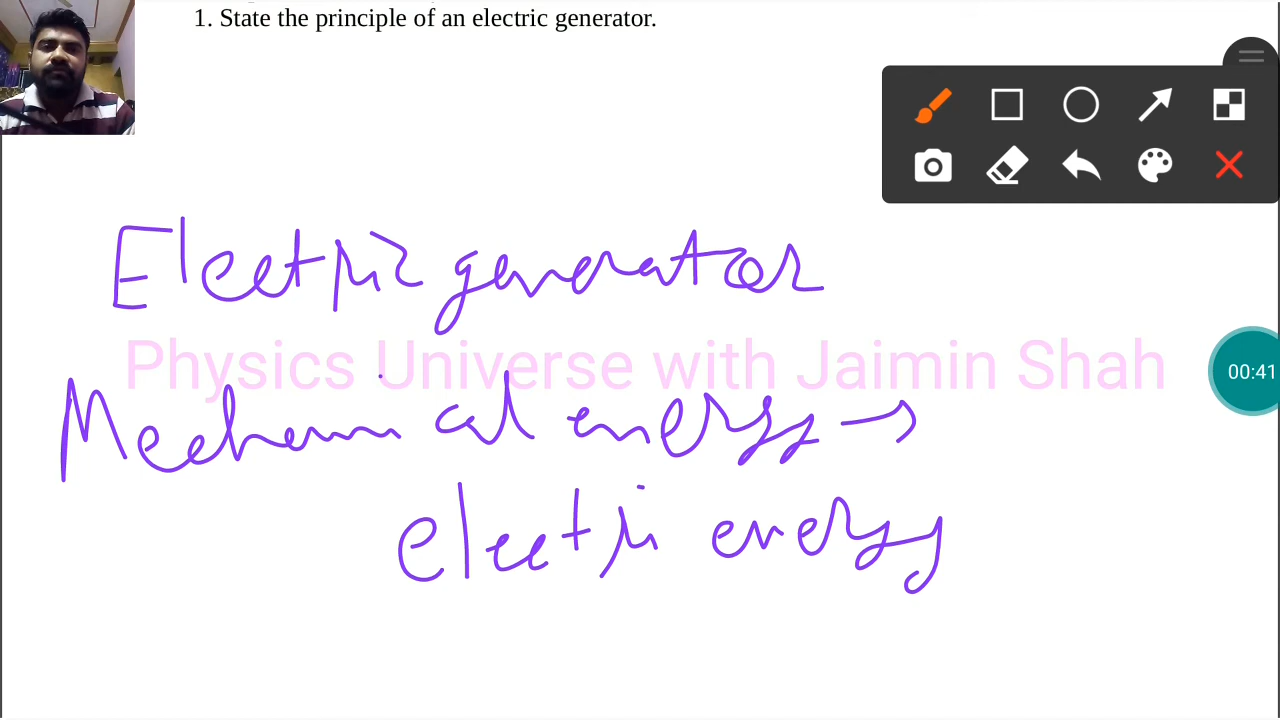 1. State the principle of an electric generator.
Electric generator
Physics Universe with Jaimin Shah
00:41
Mechanical energy →
electri energy